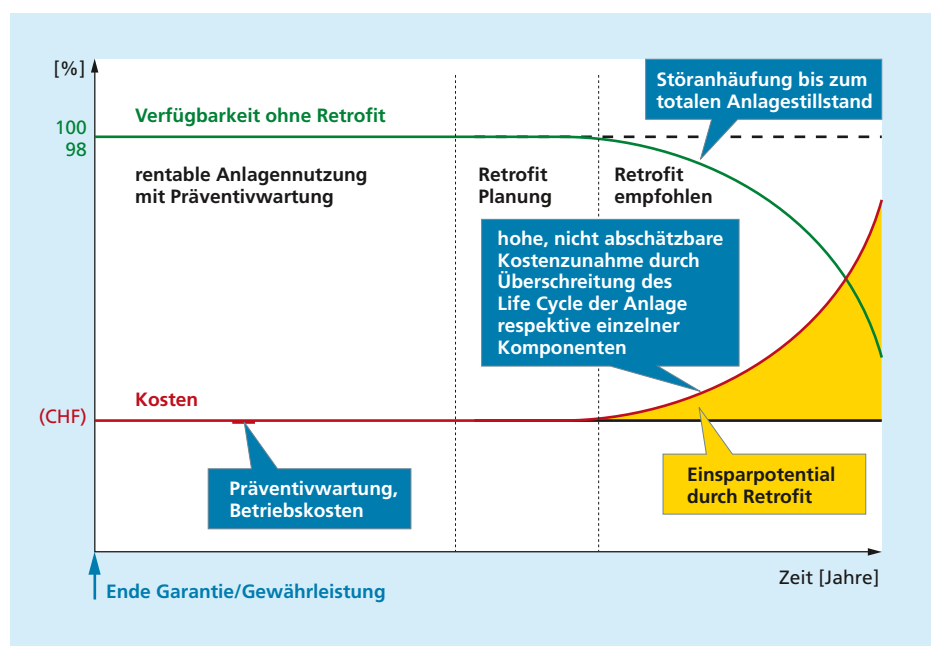 [%]
Störanhäufung bis zum
totalen Anlagestillstand
Verfügbarkeit ohne Retrofit
100
98
rentable Anlagennutzung
mit Präventivwartung
Retrofit
Planung
Retrofit
empfohlen
hohe, nicht abschätzbare
Kostenzunahme durch
Überschreitung des
Life Cycle der Anlage
respektive einzelner
Komponenten
Kosten
(CHF)
Präventivwartung,
Betriebskosten
Einsparpotential
durch Retrofit
Zeit [Jahre]
Ende Garantie/Gewährleistung